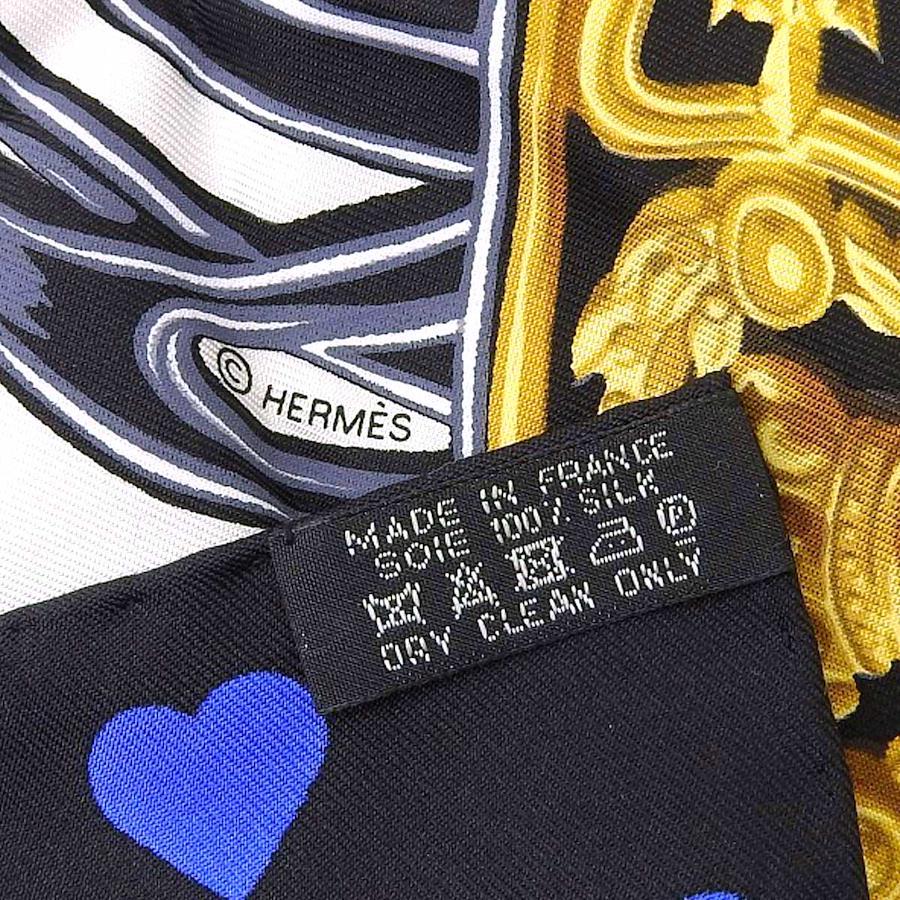 © HERMÈS
MADE IN FRANCE
SOIE 100% SILK
P
DRY CLEAN ONLY